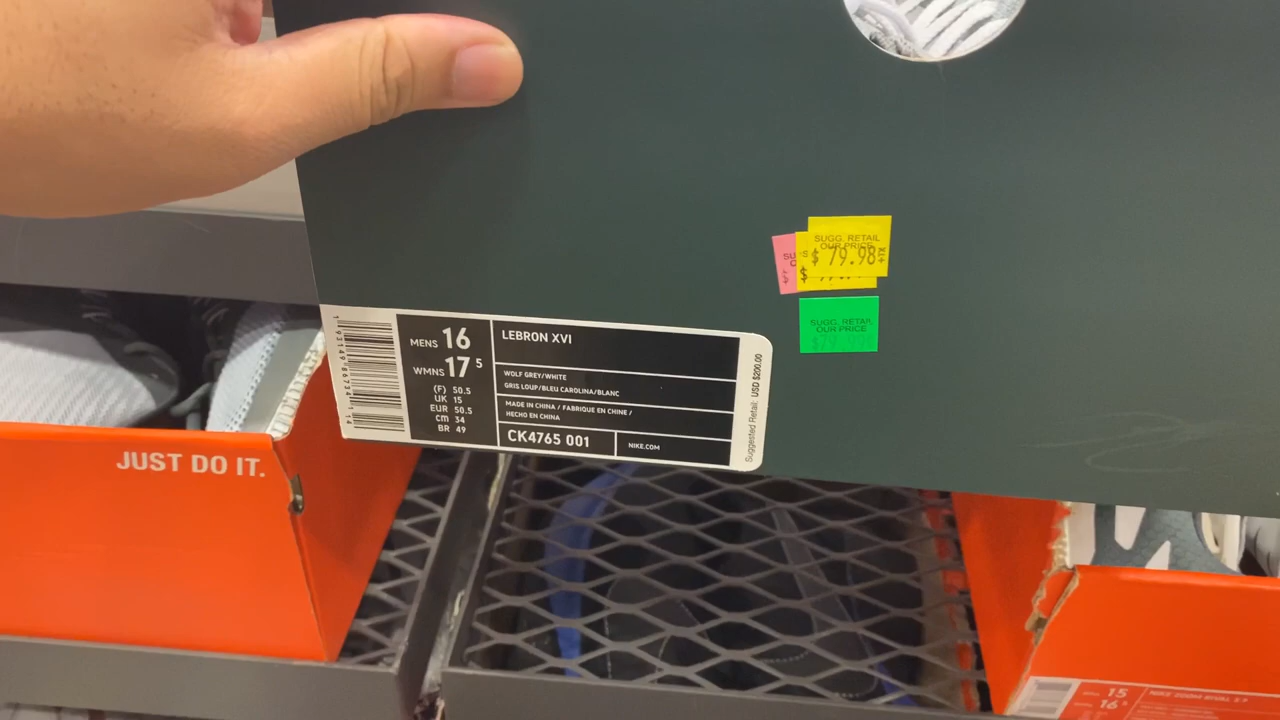 SUGG. RETAIL
OUR PRICE
$79.98
SUGG. RETAIL
OUR PRICE
MENS 16
WMNS 17 5
(F) 50.5
UK 15
EUR 50.5
cm 34
BR 49
LEBRON XVI
WOLF GREY/WHITE
GRIS LOUP/BLEU CAROLINA/BLANC
MADE IN CHINA / FABRIQUE EN CHINE /
HECHO EN CHINA
CK4765 001
NIKE.COM
Suggested Retail: USD $200.00
JUST DO IT.
15
16